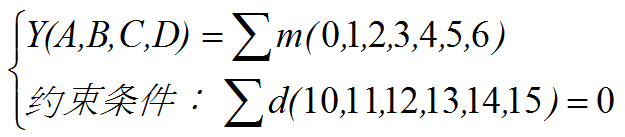 Y(A,B,C,D) = ∑m(0,1,2,3,4,5,6)
约束条件：∑d(10,11,12,13,14,15) = 0